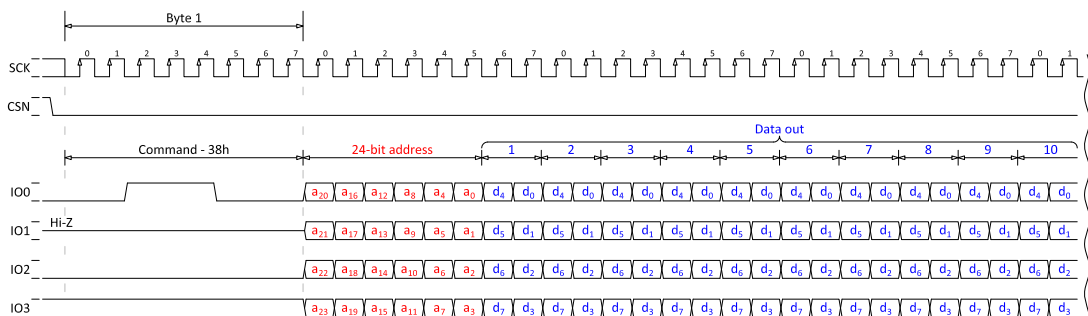 Byte 1
0 1 2 3 4 5 6 7 0 1 2 3 4 5 6 7 0 1 2 3 4 5 6 7 0 1 2 3 4 5 6 7 0 1
SCK
CSN
Data out
Command - 38h 24-bit address 1 2 3 4 5 6 7 8 9 10
IO0 a20 a16 a12 a8 a4 a0 d4 d0 d4 d0 d4 d0 d4 d0 d4 d0 d4 d0 d4 d0 d4 d0 d4 d0 d4 d0
IO1 Hi-Z a21 a17 a13 a9 a5 a1 d5 d1 d5 d1 d5 d1 d5 d1 d5 d1 d5 d1 d5 d1 d5 d1 d5 d1 d5 d1
IO2 a22 a18 a14 a10 a6 a2 d6 d2 d6 d2 d6 d2 d6 d2 d6 d2 d6 d2 d6 d2 d6 d2 d6 d2 d6 d2
IO3 a23 a19 a15 a11 a7 a3 d7 d3 d7 d3 d7 d3 d7 d3 d7 d3 d7 d3 d7 d3 d7 d3 d7 d3 d7 d3